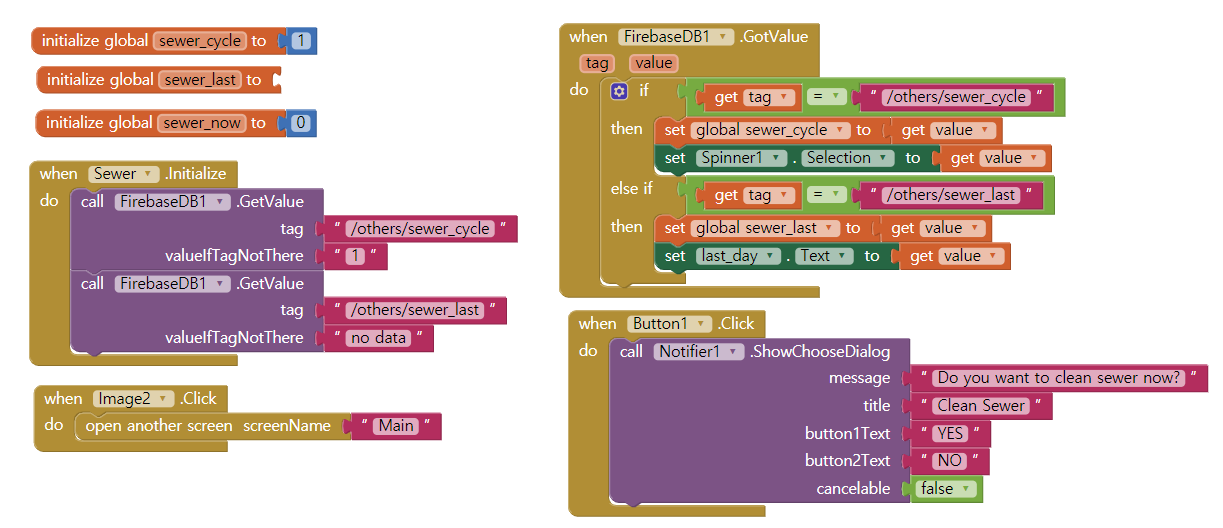 initialize global sewer_cycle to 1
initialize global sewer_last to
initialize global sewer_now to 0
when Sewer .Initialize
do call FirebaseDB1 .GetValue
tag " /others/sewer_cycle "
valueIfTagNotThere " 1 "
call FirebaseDB1 .GetValue
tag " /others/sewer_last "
valueIfTagNotThere " no data "
when Image2 .Click
do open another screen screenName " Main "
when FirebaseDB1 .GotValue
tag value
do if get tag = " /others/sewer_cycle "
then set global sewer_cycle to get value
set Spinner1 . Selection to get value
else if get tag = " /others/sewer_last "
then set global sewer_last to get value
set last_day . Text to get value
when Button1 .Click
do call Notifier1 .ShowChooseDialog
message " Do you want to clean sewer now? "
title " Clean Sewer "
button1Text " YES "
button2Text " NO "
cancelable false